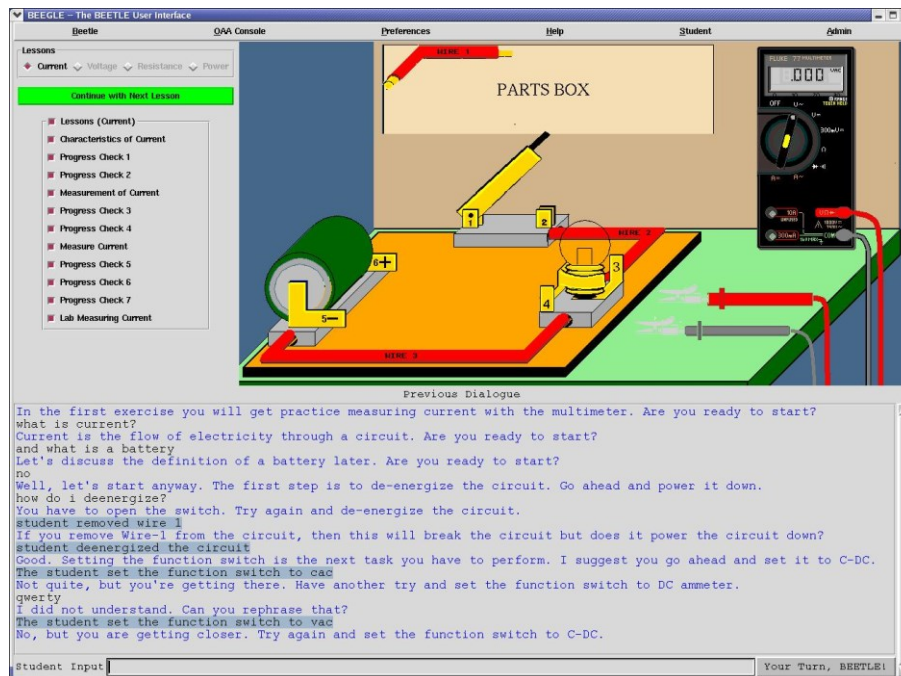 BEEGLE – The BEETLE User Interface
Beetle OAA Console Preferences Help Student Admin
Lessons
Current Voltage Resistance Power
Continue with Next Lesson
Lessons (Current)
Characteristics of Current
Progress Check 1
Progress Check 2
Measurement of Current
Progress Check 3
Progress Check 4
Measure Current
Progress Check 5
Progress Check 6
Progress Check 7
Lab Measuring Current
WIRE 1
PARTS BOX
FLUKE 77 MULTIMETER
.000 VAC
OFF
300mV
10A
300mA
COM
1
2
WIRE 2
3
4
6+
5–
WIRE 3
Previous Dialogue
In the first exercise you will get practice measuring current with the multimeter. Are you ready to start?
what is current?
Current is the flow of electricity through a circuit. Are you ready to start?
and what is a battery
Let's discuss the definition of a battery later. Are you ready to start?
no
Well, let's start anyway. The first step is to de-energize the circuit. Go ahead and power it down.
how do i deenergize?
You have to open the switch. Try again and de-energize the circuit.
student removed wire 1
If you remove Wire-1 from the circuit, then this will break the circuit but does it power the circuit down?
student deenergized the circuit
Good. Setting the function switch is the next task you have to perform. I suggest you go ahead and set it to C-DC.
The student set the function switch to cac
Not quite, but you're getting there. Have another try and set the function switch to DC ammeter.
qwerty
I did not understand. Can you rephrase that?
The student set the function switch to vac
No, but you are getting closer. Try again and set the function switch to C-DC.
Student Input
Your Turn, BEETLE!